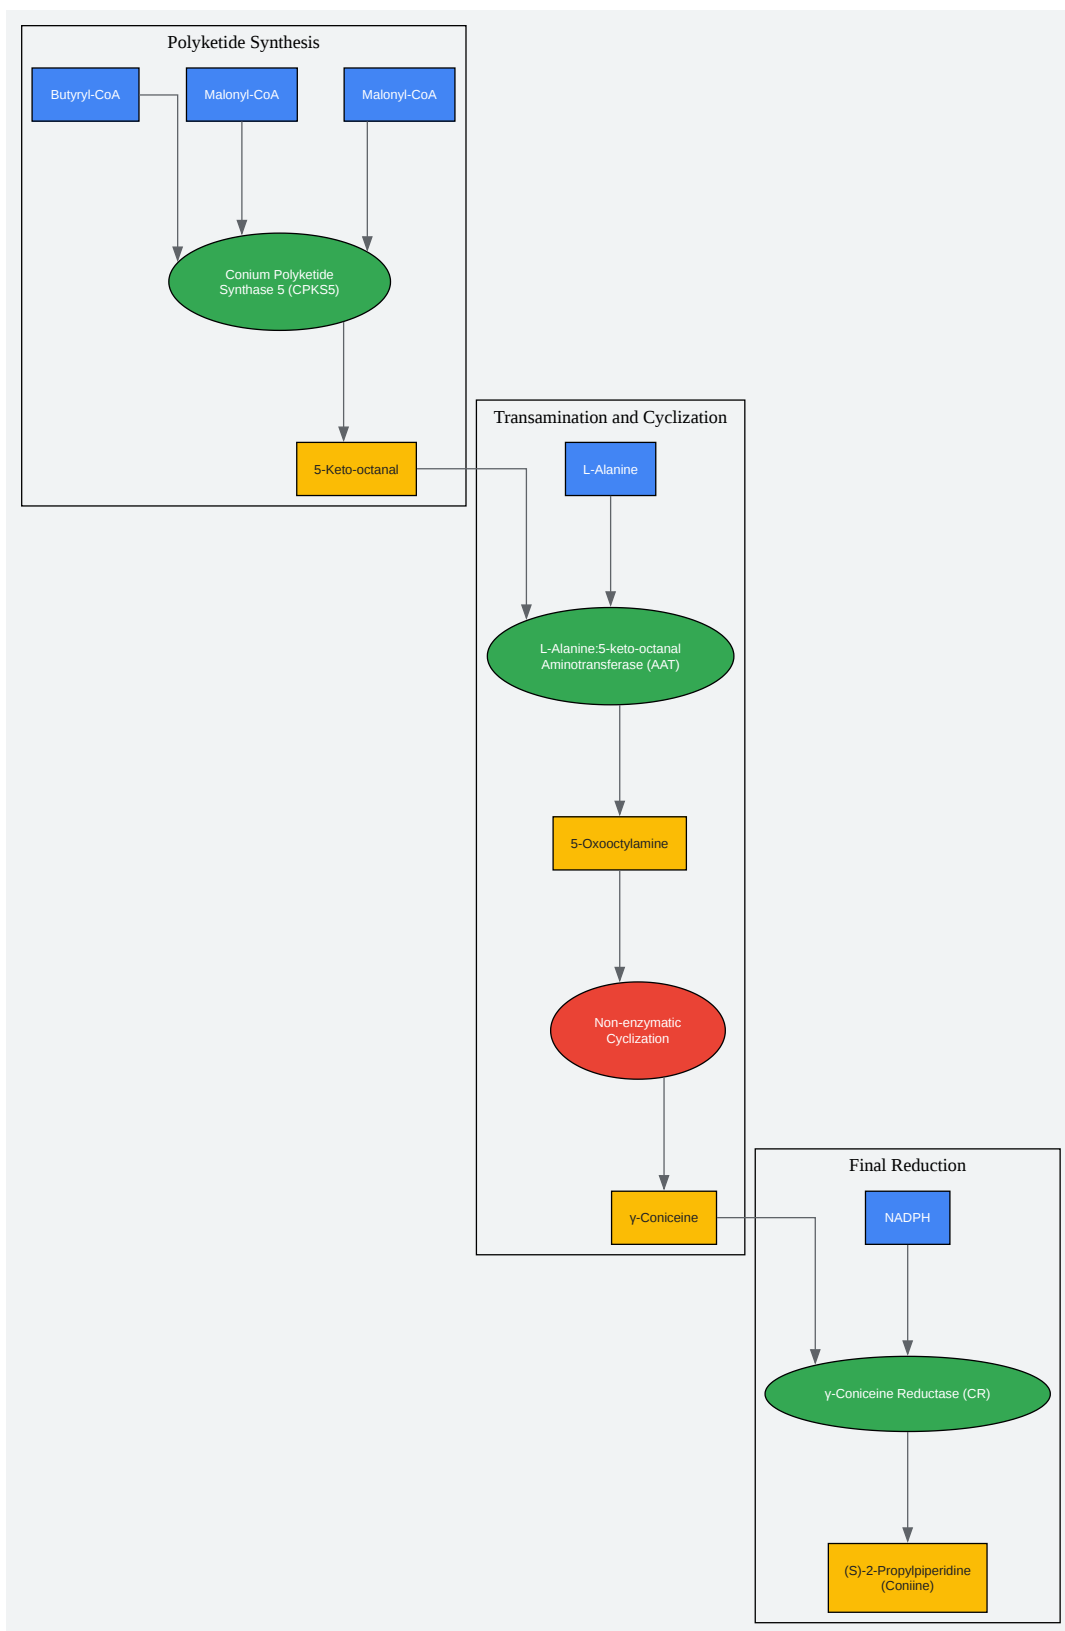 Polyketide Synthesis
Butyryl-CoA
Malonyl-CoA
Malonyl-CoA
Conium Polyketide
Synthase 5 (CPKS5)
5-Keto-octanal
Transamination and Cyclization
L-Alanine
L-Alanine:5-keto-octanal
Aminotransferase (AAT)
5-Oxooctylamine
Non-enzymatic
Cyclization
γ-Coniceine
Final Reduction
NADPH
γ-Coniceine Reductase (CR)
(S)-2-Propylpiperidine
(Coniine)